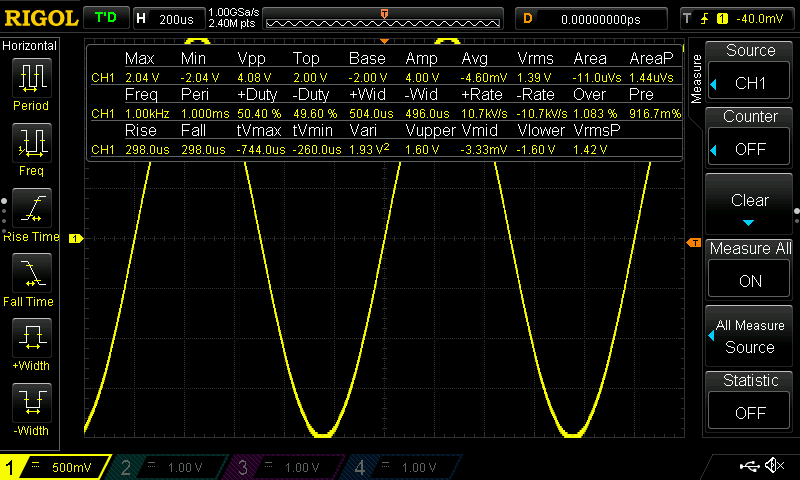 RIGOL T'D H 200us 1.00GSa/s 2.40M pts D 0.00000000ps T 1 -40.0mV
Horizontal
Period
Freq
Rise Time
Fall Time
+Width
-Width
Max Min Vpp Top Base Amp Avg Vrms Area AreaP
CH1 2.04 V -2.04 V 4.08 V 2.00 V -2.00 V 4.00 V -4.60mV 1.39 V -11.0uVs 1.44uVs
Freq Peri +Duty -Duty +Wid -Wid +Rate -Rate Over Pre
CH1 1.00kHz 1.000ms 50.40 % 49.60 % 504.0us 496.0us 10.7kV/s -10.7kV/s 1.083 % 916.7m%
Rise Fall tVmax tVmin Vari Vupper Vmid Vlower VrmsP
CH1 298.0us 298.0us -744.0us -260.0us 1.93 V² 1.60 V -3.33mV -1.60 V 1.42 V
T
1
T
Measure
Source
CH1
Counter
OFF
Clear
Measure All
ON
All Measure
Source
Statistic
OFF
1 500mV 2 1.00 V 3 1.00 V 4 1.00 V